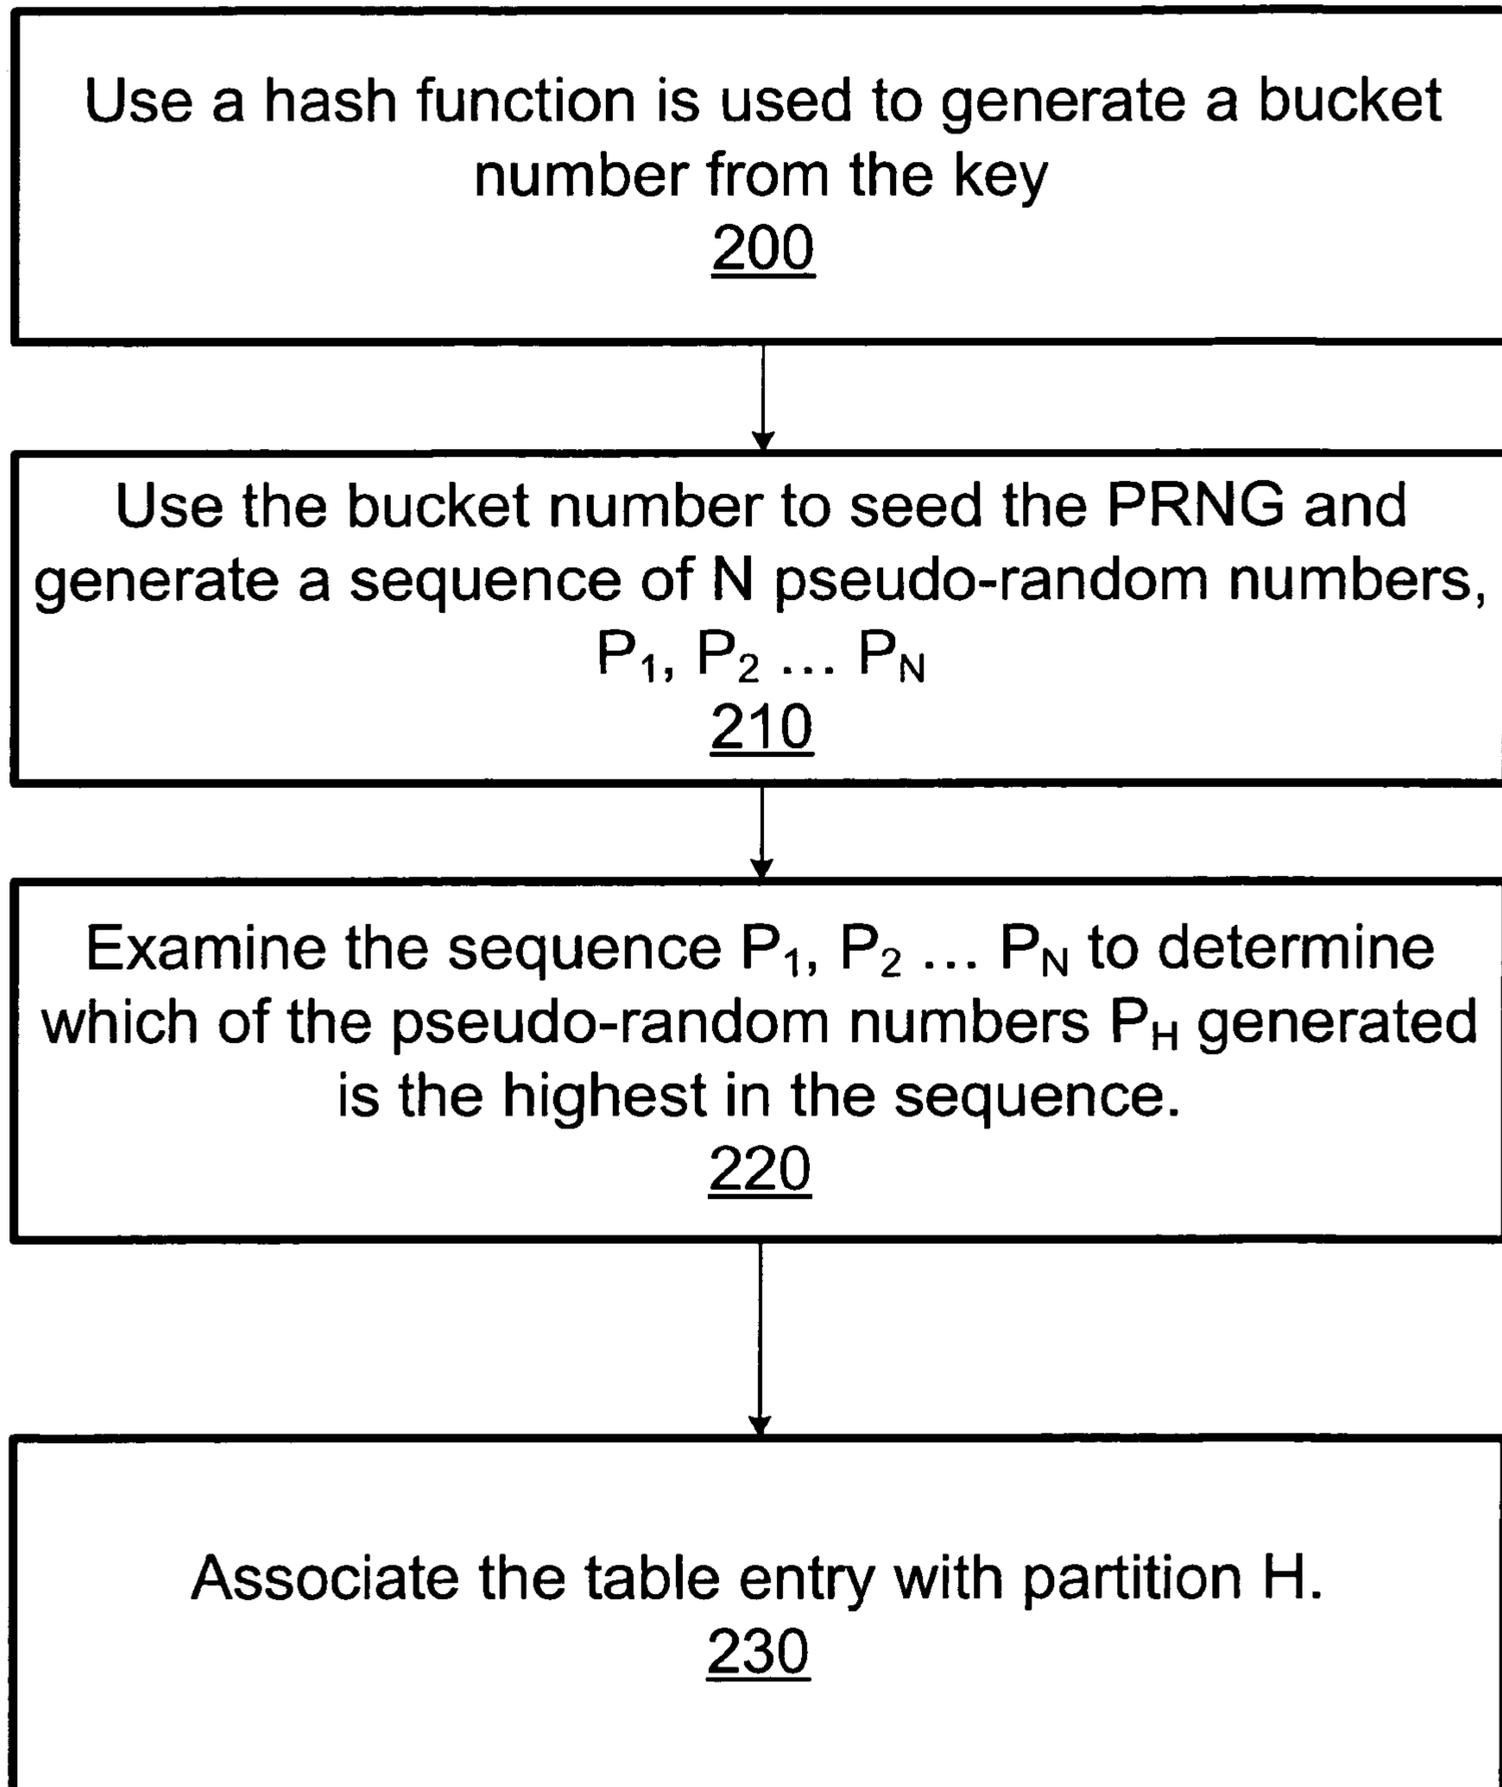 Use a hash function is used to generate a bucket
number from the key
200
Use the bucket number to seed the PRNG and
generate a sequence of N pseudo-random numbers,
P₁, P₂ ... P_N
210
Examine the sequence P₁, P₂ ... P_N to determine
which of the pseudo-random numbers P_H generated
is the highest in the sequence.
220
Associate the table entry with partition H.
230